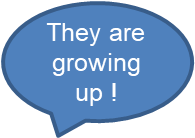 They are
growing
up !